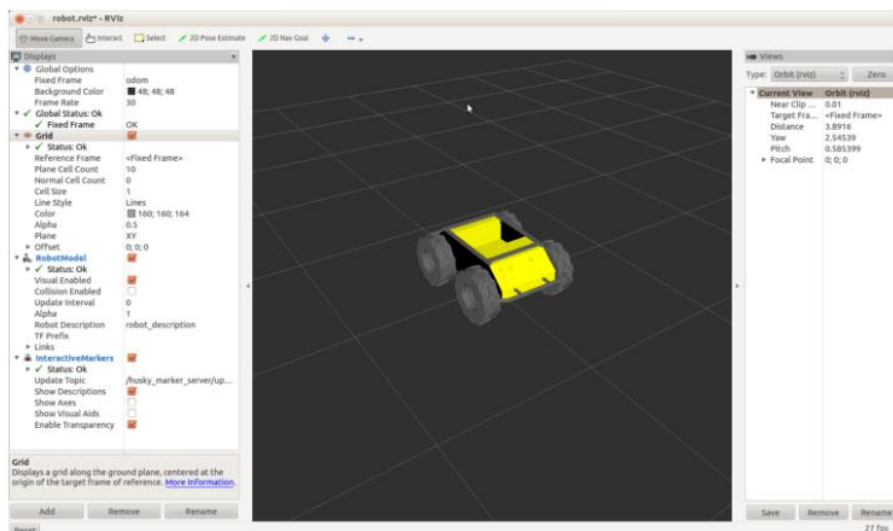 robot.rviz* - RViz
Move Camera Interact Select 2D Pose Estimate 2D Nav Goal
Displays
Global Options
Fixed Frame odom
Background Color 48; 48; 48
Frame Rate 30
Global Status: Ok
Fixed Frame OK
Grid
Status: Ok
Reference Frame <Fixed Frame>
Plane Cell Count 10
Normal Cell Count 0
Cell Size 1
Line Style Lines
Color 160; 160; 164
Alpha 0.5
Plane XY
Offset 0; 0; 0
RobotModel
Status: Ok
Visual Enabled
Collision Enabled
Update Interval 0
Alpha 1
Robot Description robot_description
TF Prefix
Links
InteractiveMarkers
Status: Ok
Update Topic /husky_marker_server/up...
Show Descriptions
Show Axes
Show Visual Aids
Enable Transparency
Grid
Displays a grid along the ground plane, centered at the
origin of the target frame of reference. More Information.
Add Remove Rename
Reset
Views
Type: Orbit (rviz) Zero
Current View Orbit (rviz)
Near Clip ... 0.01
Target Fra... <Fixed Frame>
Distance 3.8916
Yaw 2.54539
Pitch 0.585399
Focal Point 0; 0; 0
Save Remove Rename
27 fps